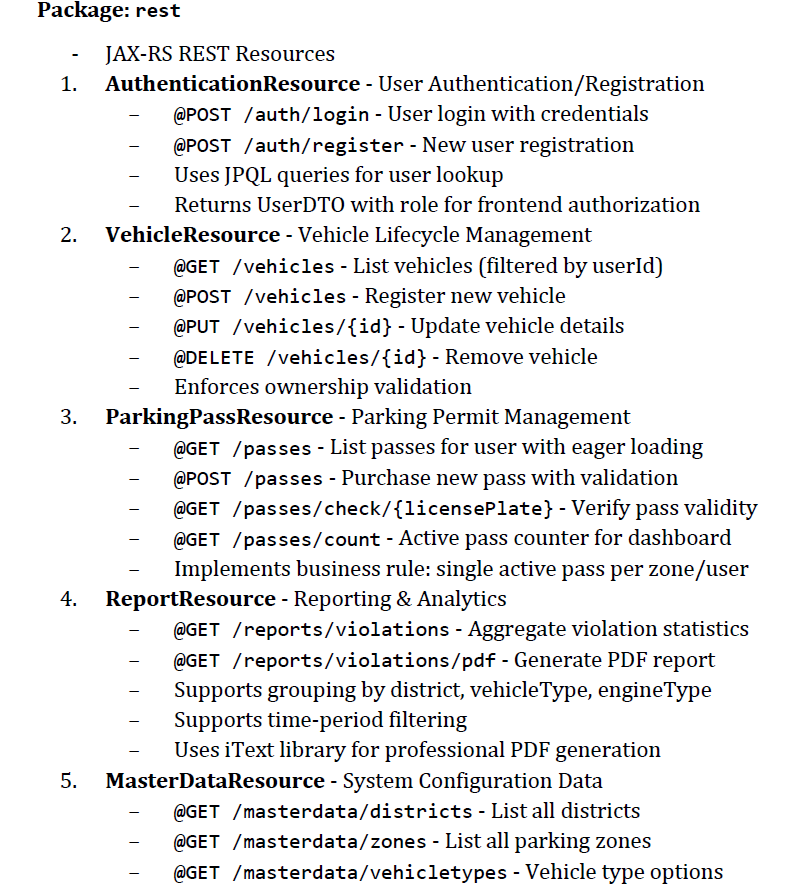 Package: rest
- JAX-RS REST Resources
1. AuthenticationResource - User Authentication/Registration
– @POST /auth/login - User login with credentials
– @POST /auth/register - New user registration
– Uses JPQL queries for user lookup
– Returns UserDTO with role for frontend authorization
2. VehicleResource - Vehicle Lifecycle Management
– @GET /vehicles - List vehicles (filtered by userId)
– @POST /vehicles - Register new vehicle
– @PUT /vehicles/{id} - Update vehicle details
– @DELETE /vehicles/{id} - Remove vehicle
– Enforces ownership validation
3. ParkingPassResource - Parking Permit Management
– @GET /passes - List passes for user with eager loading
– @POST /passes - Purchase new pass with validation
– @GET /passes/check/{licensePlate} - Verify pass validity
– @GET /passes/count - Active pass counter for dashboard
– Implements business rule: single active pass per zone/user
4. ReportResource - Reporting & Analytics
– @GET /reports/violations - Aggregate violation statistics
– @GET /reports/violations/pdf - Generate PDF report
– Supports grouping by district, vehicleType, engineType
– Supports time-period filtering
– Uses iText library for professional PDF generation
5. MasterDataResource - System Configuration Data
– @GET /masterdata/districts - List all districts
– @GET /masterdata/zones - List all parking zones
– @GET /masterdata/vehicletypes - Vehicle type options